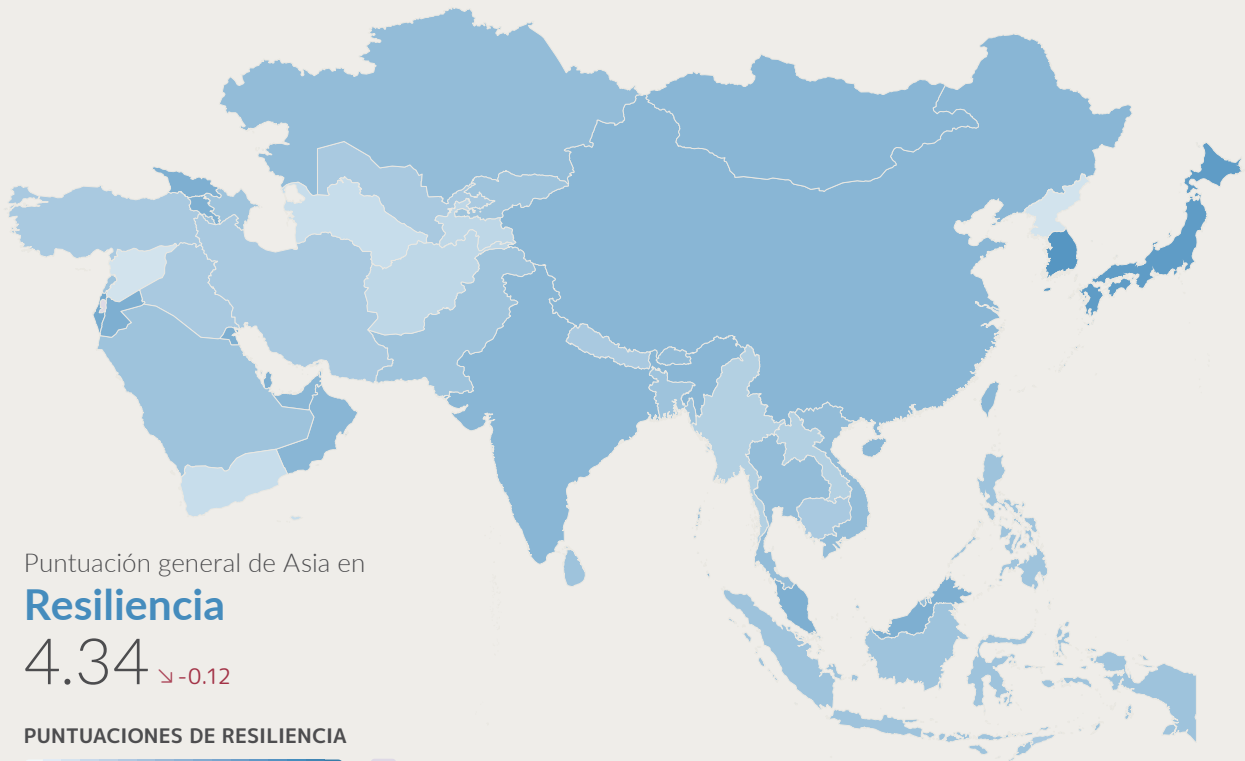 Puntuación general de Asia en
Resiliencia
4.34 ↘ -0.12
PUNTUACIONES DE RESILIENCIA